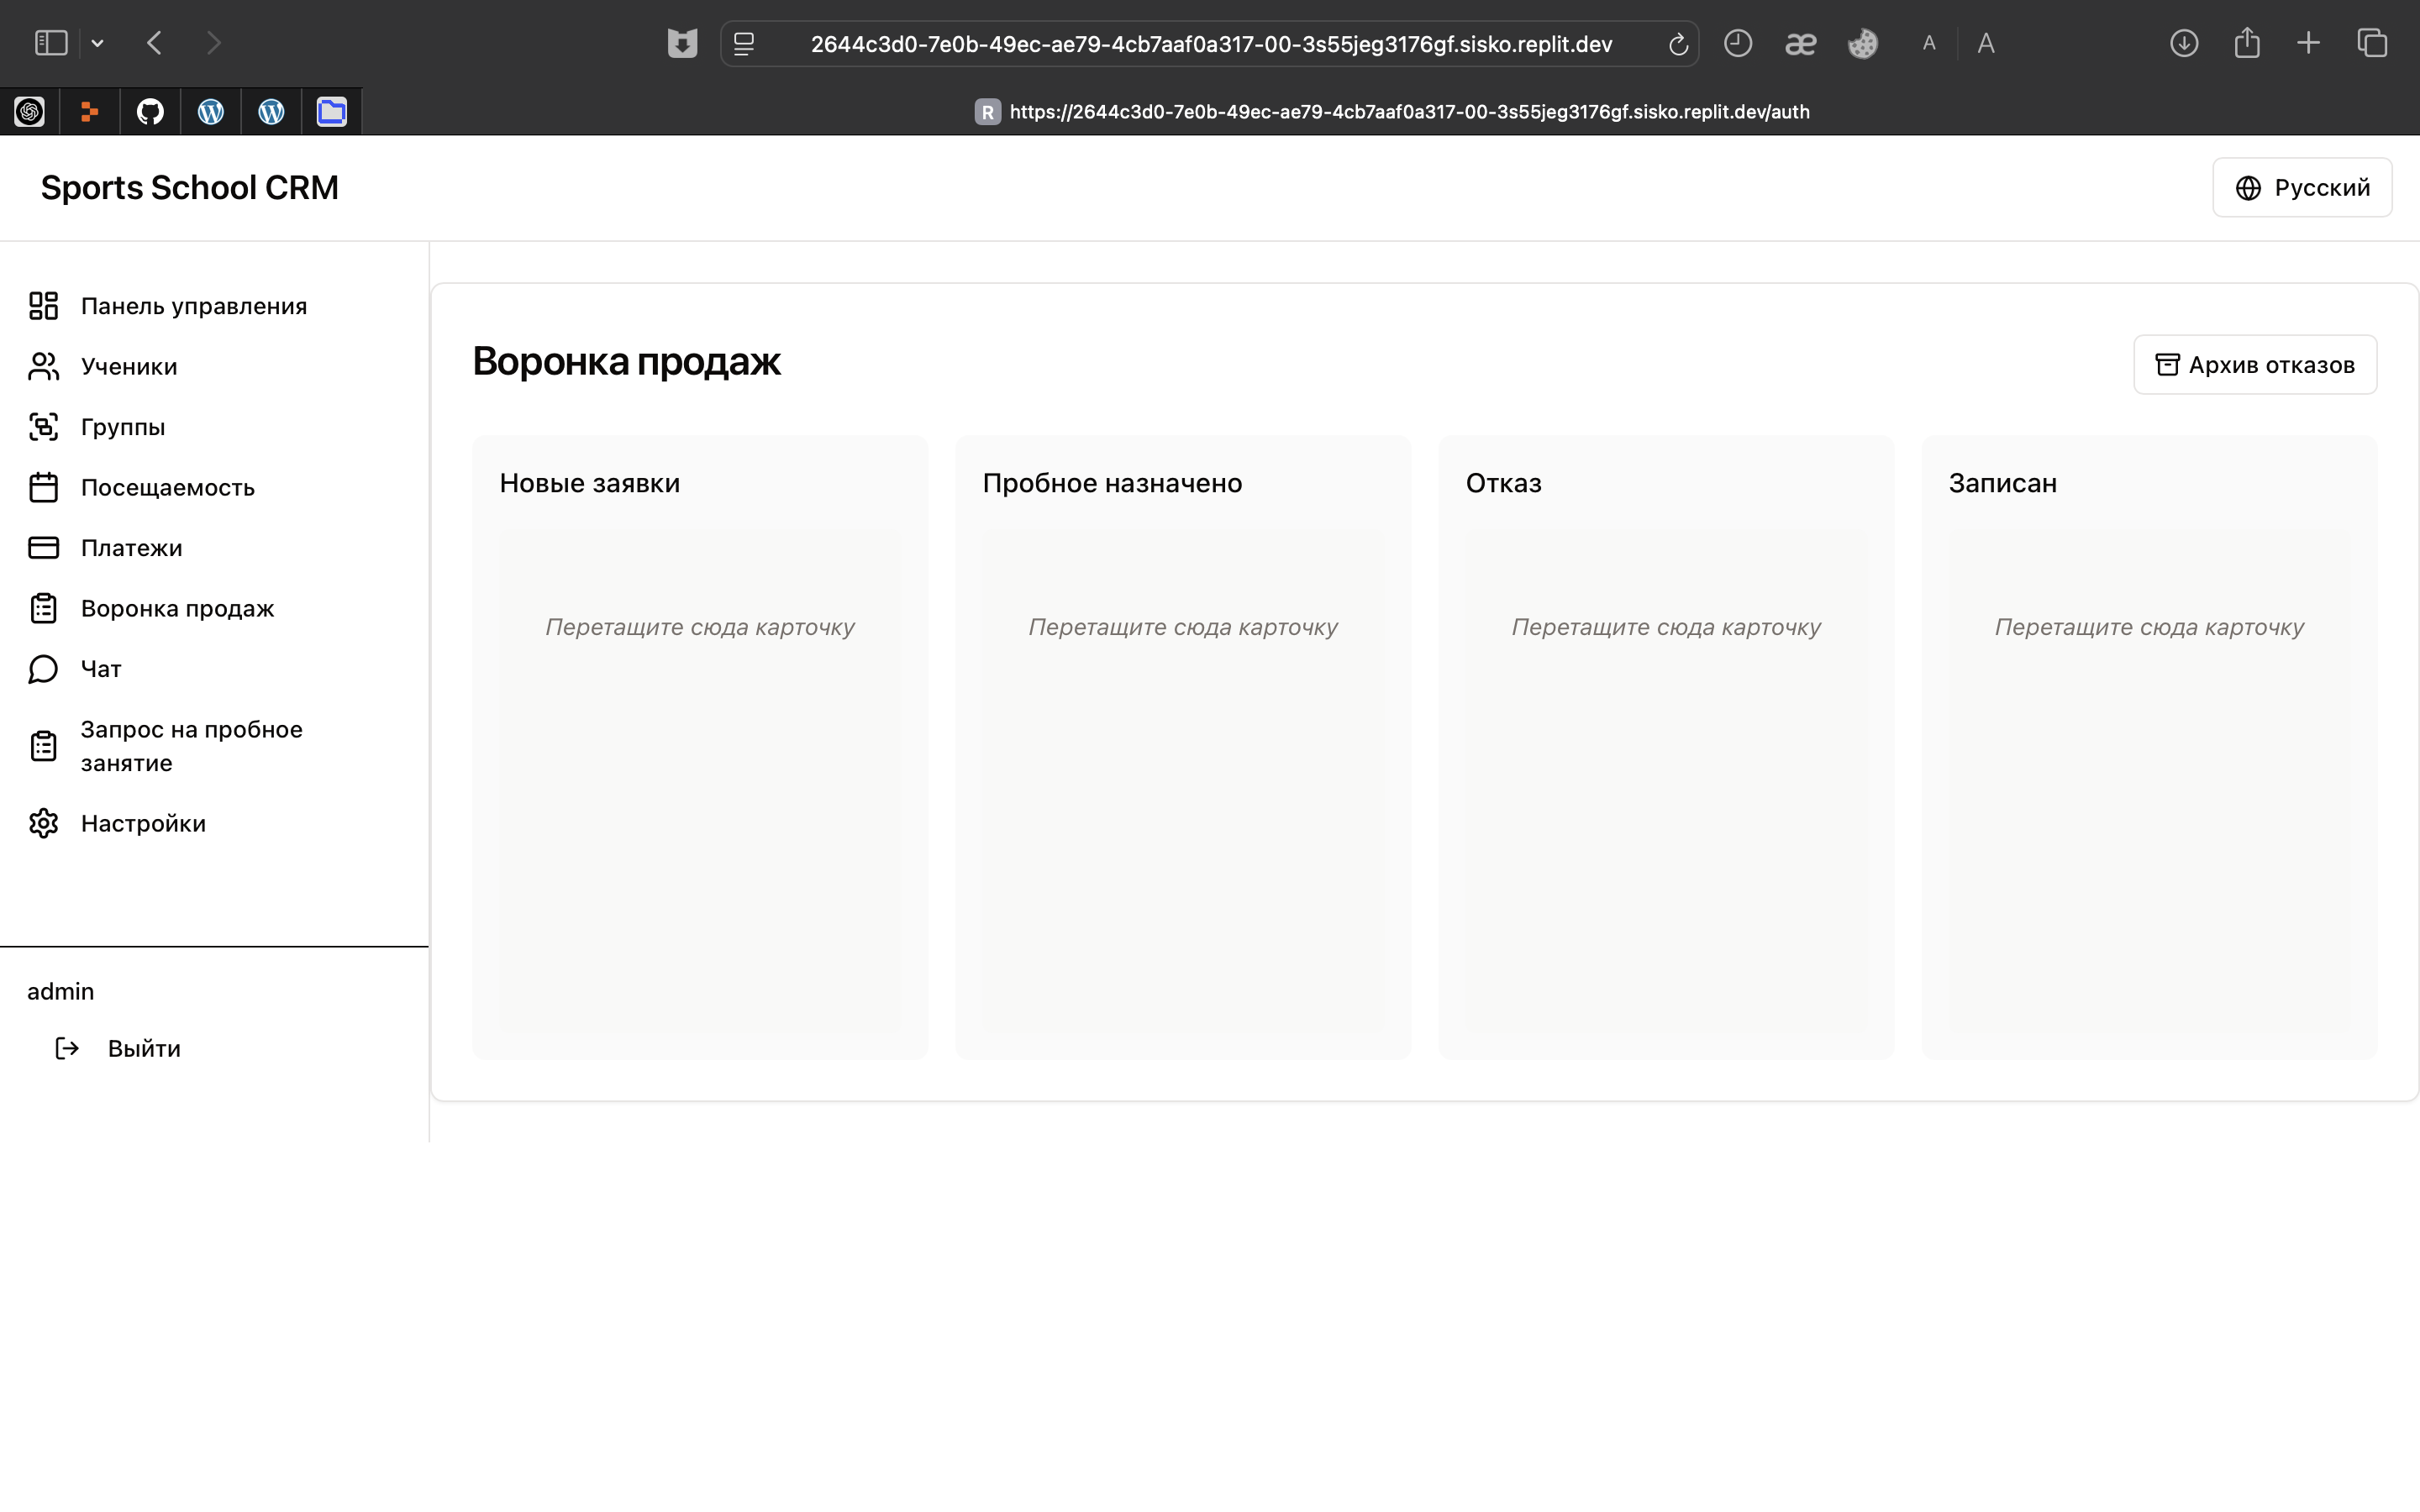 2644c3d0-7e0b-49ec-ae79-4cb7aaf0a317-00-3s55jeg3176gf.sisko.replit.dev
æ
A
A
R https://2644c3d0-7e0b-49ec-ae79-4cb7aaf0a317-00-3s55jeg3176gf.sisko.replit.dev/auth
Sports School CRM
Русский
Панель управления
Ученики
Группы
Посещаемость
Платежи
Воронка продаж
Чат
Запрос на пробное
занятие
Настройки
admin
Выйти
Воронка продаж
Архив отказов
Новые заявки
Перетащите сюда карточку
Пробное назначено
Перетащите сюда карточку
Отказ
Перетащите сюда карточку
Записан
Перетащите сюда карточку